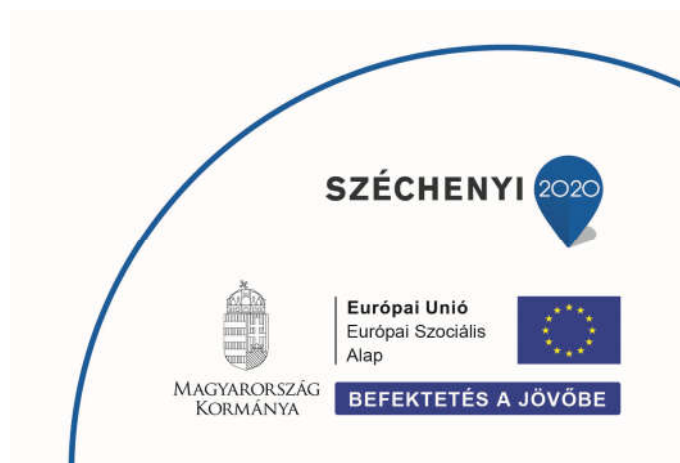 SZÉCHENYI 2020
Európai Unió
Európai Szociális
Alap
MAGYARORSZÁG
KORMÁNYA
BEFEKTETÉS A JÖVŐBE